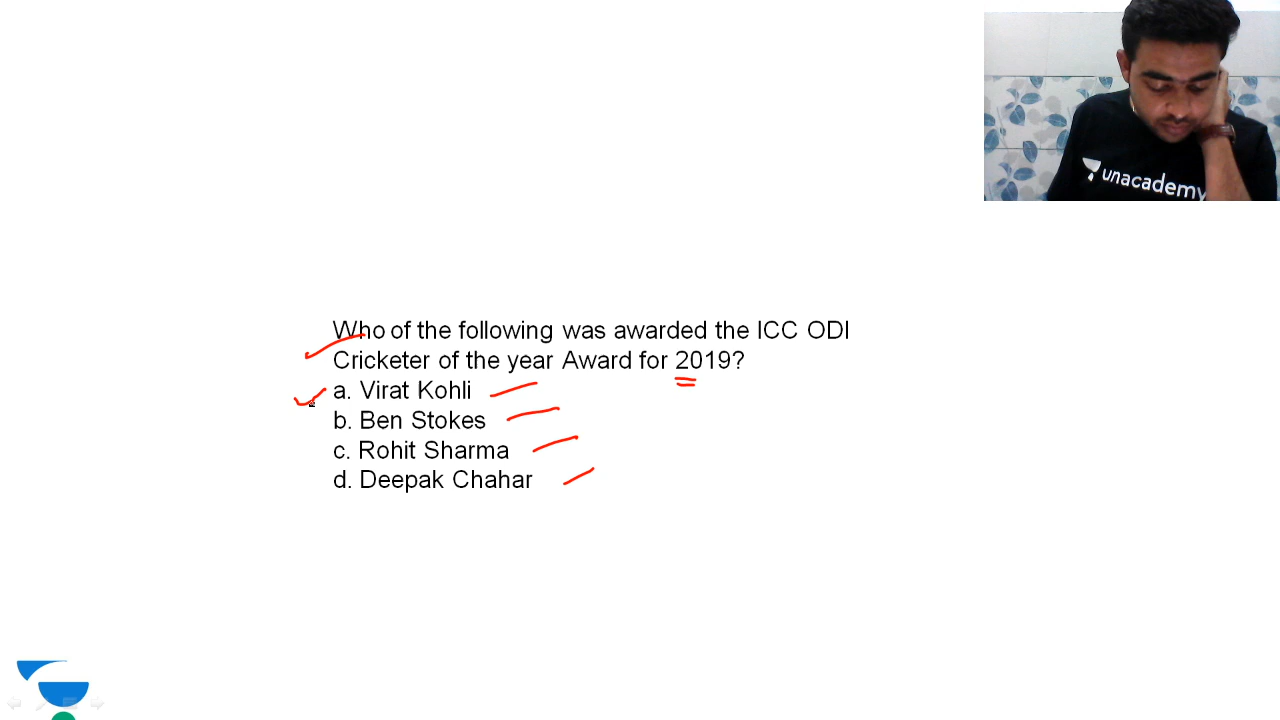 unacademy
Who of the following was awarded the ICC ODI
Cricketer of the year Award for 2019?
a. Virat Kohli
b. Ben Stokes
c. Rohit Sharma
d. Deepak Chahar